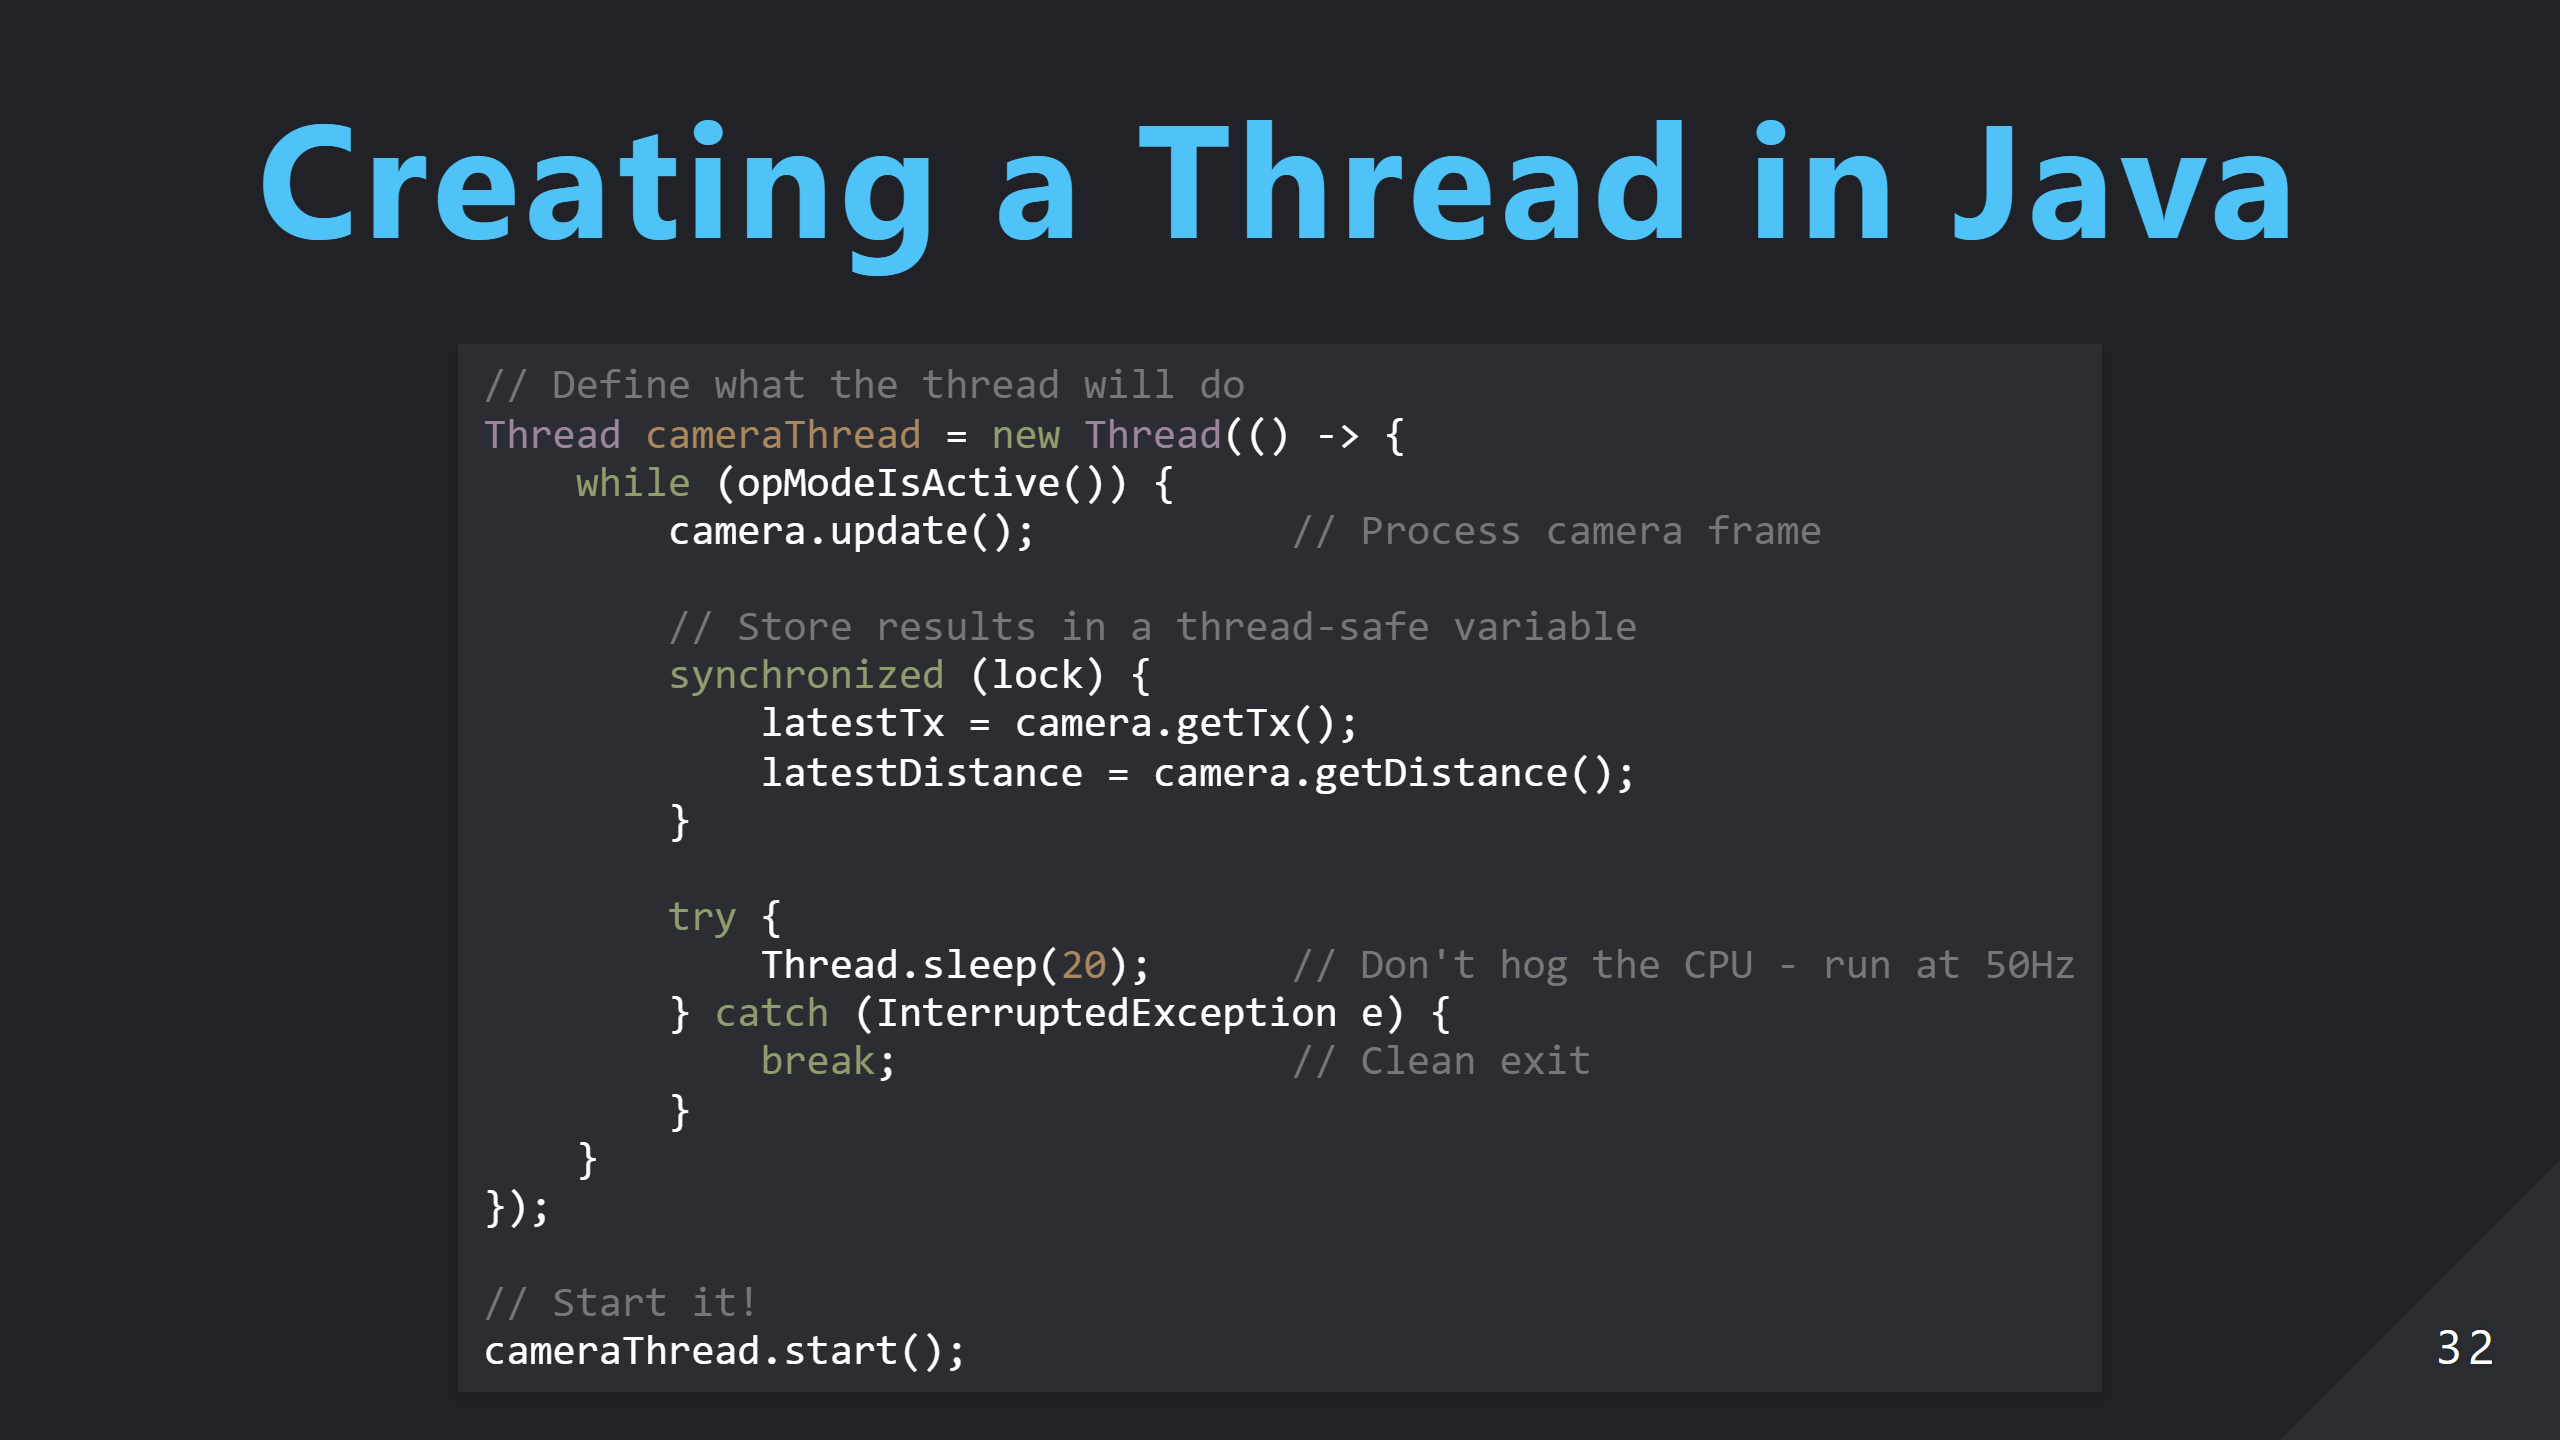 Creating a Thread in Java
// Define what the thread will do
Thread cameraThread = new Thread(() -> {
    while (opModeIsActive()) {
        camera.update();           // Process camera frame

        // Store results in a thread-safe variable
        synchronized (lock) {
            latestTx = camera.getTx();
            latestDistance = camera.getDistance();
        }

        try {
            Thread.sleep(20);      // Don't hog the CPU - run at 50Hz
        } catch (InterruptedException e) {
            break;                 // Clean exit
        }
    }
});

// Start it!
cameraThread.start();
32